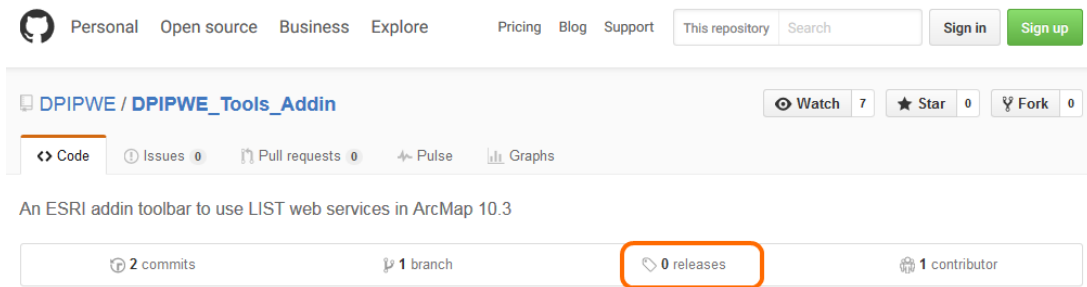 Personal Open source Business Explore Pricing Blog Support This repository Search Sign in Sign up
DPIPWE / DPIPWE_Tools_Addin Watch 7 Star 0 Fork 0
<> Code Issues 0 Pull requests 0 Pulse Graphs
An ESRI addin toolbar to use LIST web services in ArcMap 10.3
2 commits 1 branch 0 releases 1 contributor